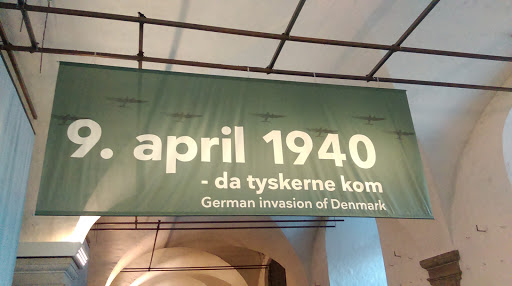 9. april 1940
- da tyskerne kom
German invasion of Denmark